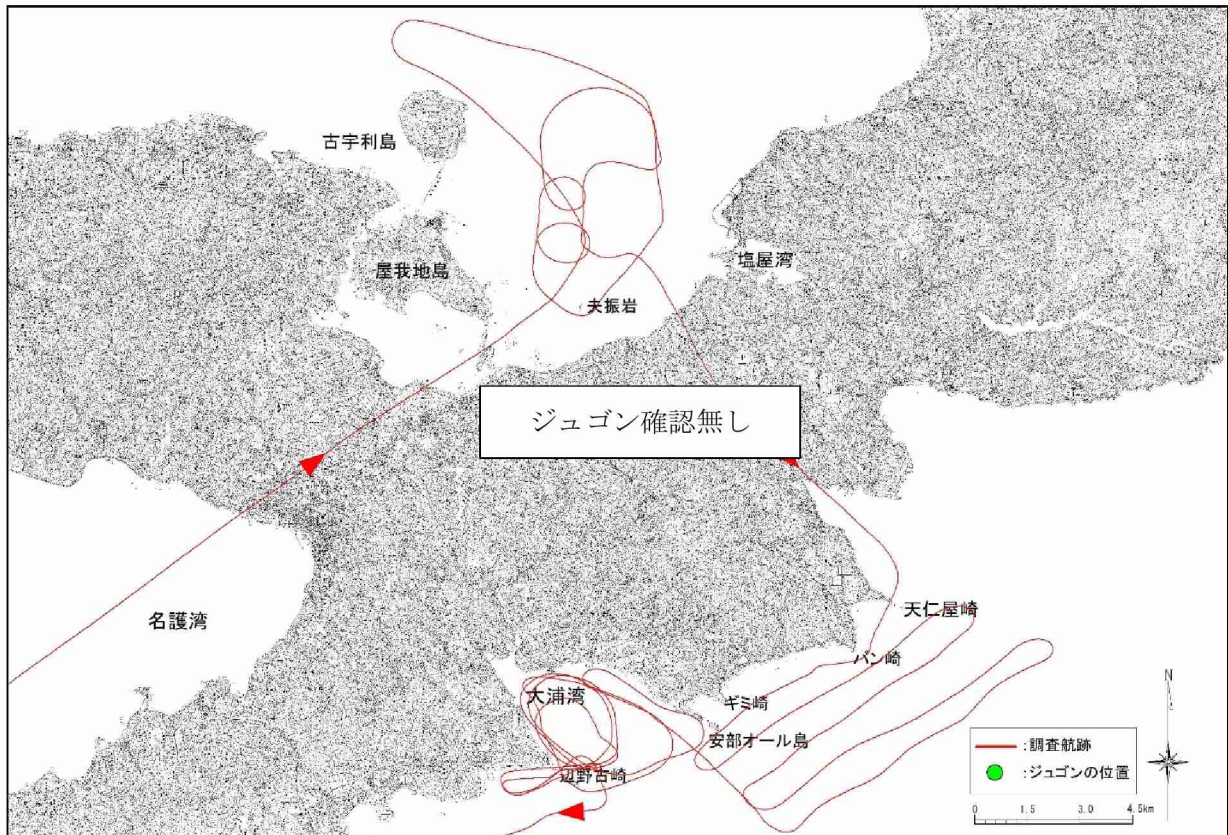 古宇利島
屋我地島
塩屋湾
夫振岩
ジュゴン確認無し
名護湾
天仁屋崎
バン崎
大浦湾
ギミ崎
安部オール島
辺野古崎
N
:調査航跡
:ジュゴンの位置
0 1.5 3.0 4.5km